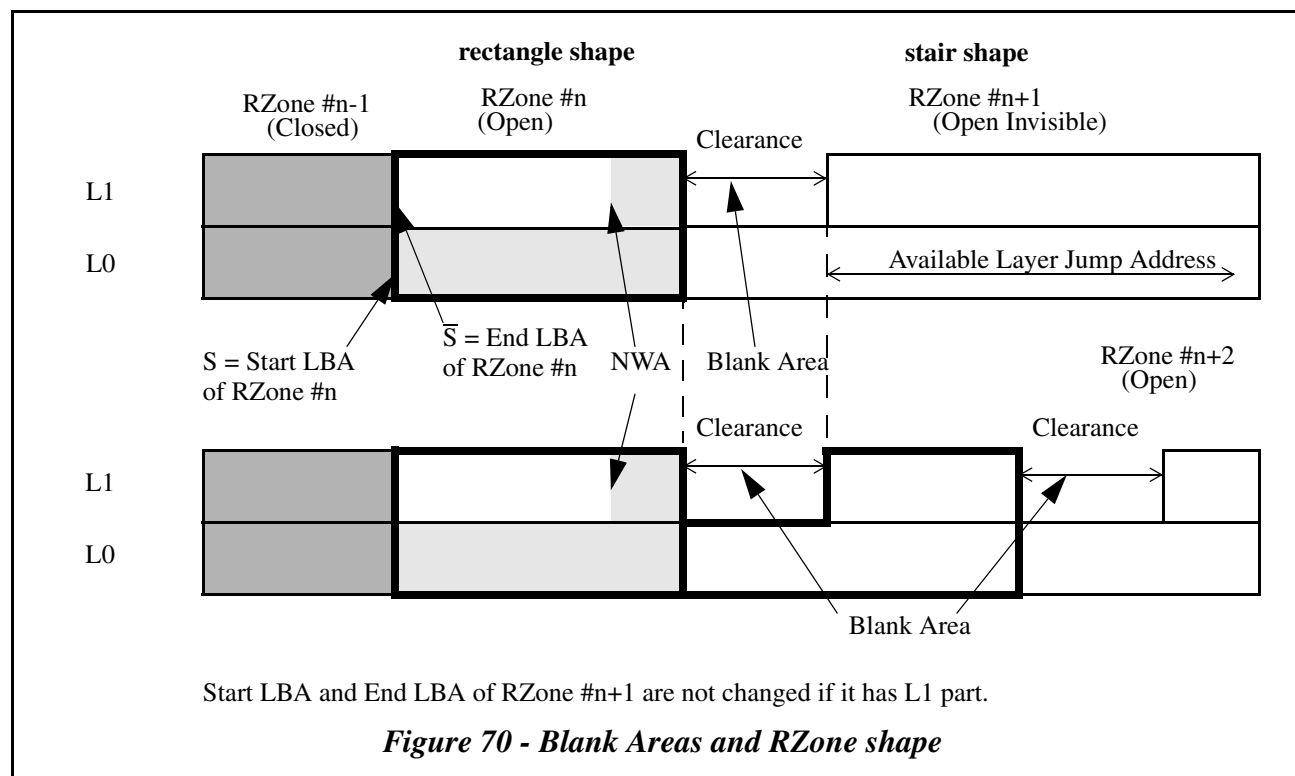 rectangle shape
stair shape
RZone #n-1
(Closed)
RZone #n
(Open)
RZone #n+1
(Open Invisible)
Clearance
L1
L0
Available Layer Jump Address
S = Start LBA
of RZone #n
S̅ = End LBA
of RZone #n
NWA
Blank Area
RZone #n+2
(Open)
Clearance
Clearance
L1
L0
Blank Area
Start LBA and End LBA of RZone #n+1 are not changed if it has L1 part.
Figure 70 - Blank Areas and RZone shape